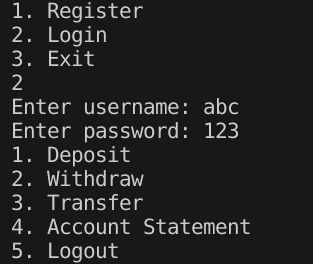 1. Register
2. Login
3. Exit
2
Enter username: abc
Enter password: 123
1. Deposit
2. Withdraw
3. Transfer
4. Account Statement
5. Logout